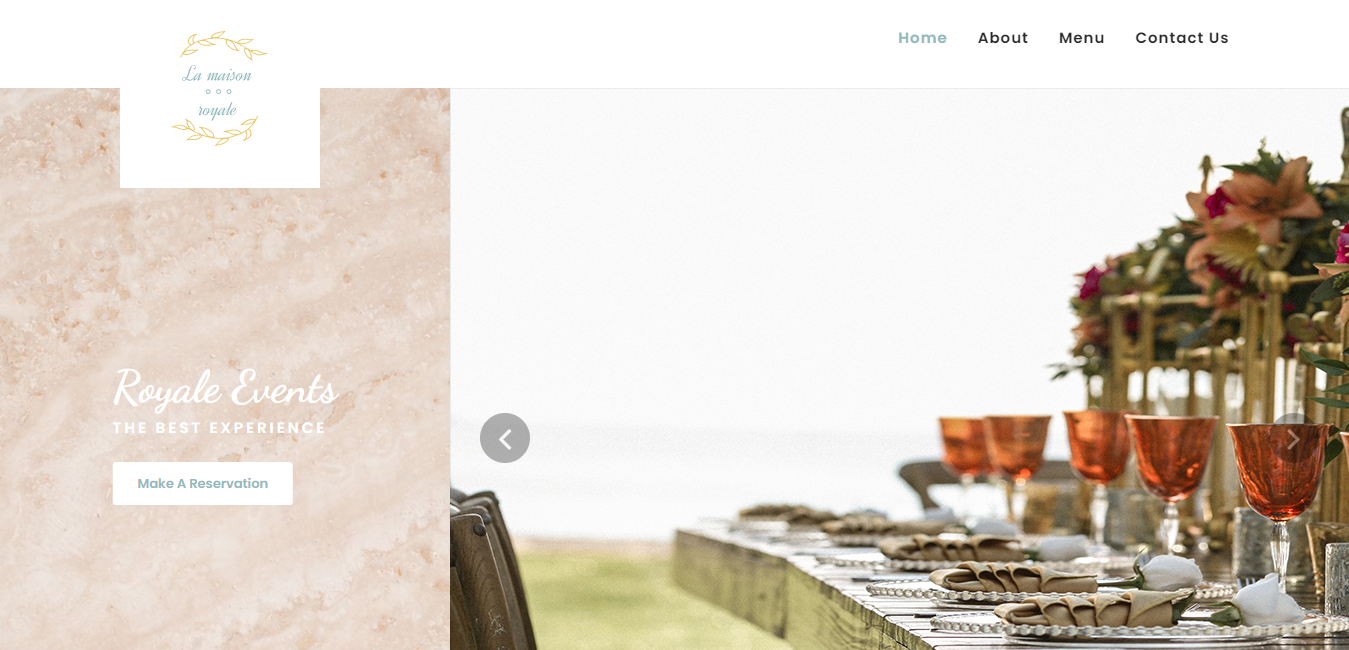 La maison
royale
Home About Menu Contact Us
Royale Events
THE BEST EXPERIENCE
Make A Reservation